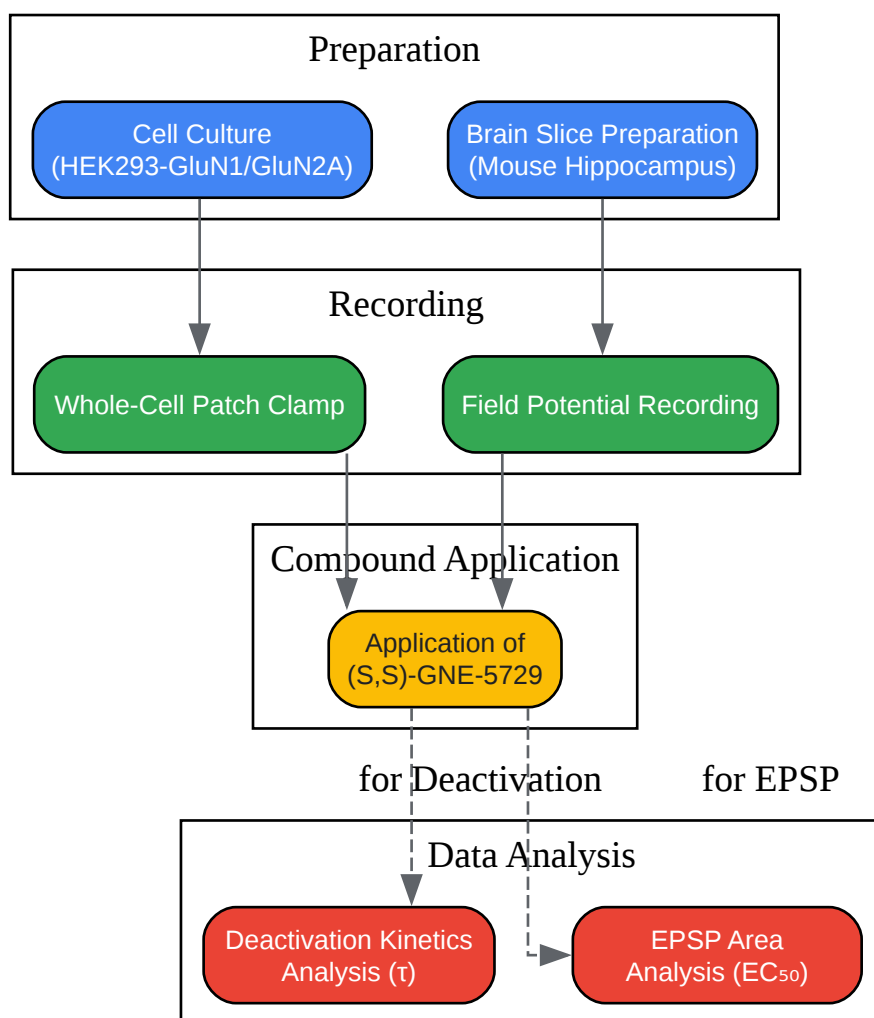 Preparation
Cell Culture
(HEK293-GluN1/GluN2A)
Brain Slice Preparation
(Mouse Hippocampus)
Recording
Whole-Cell Patch Clamp
Field Potential Recording
Compound Application
Application of
(S,S)-GNE-5729
for Deactivation
for EPSP
Data Analysis
Deactivation Kinetics
Analysis (τ)
EPSP Area
Analysis (EC₅₀)